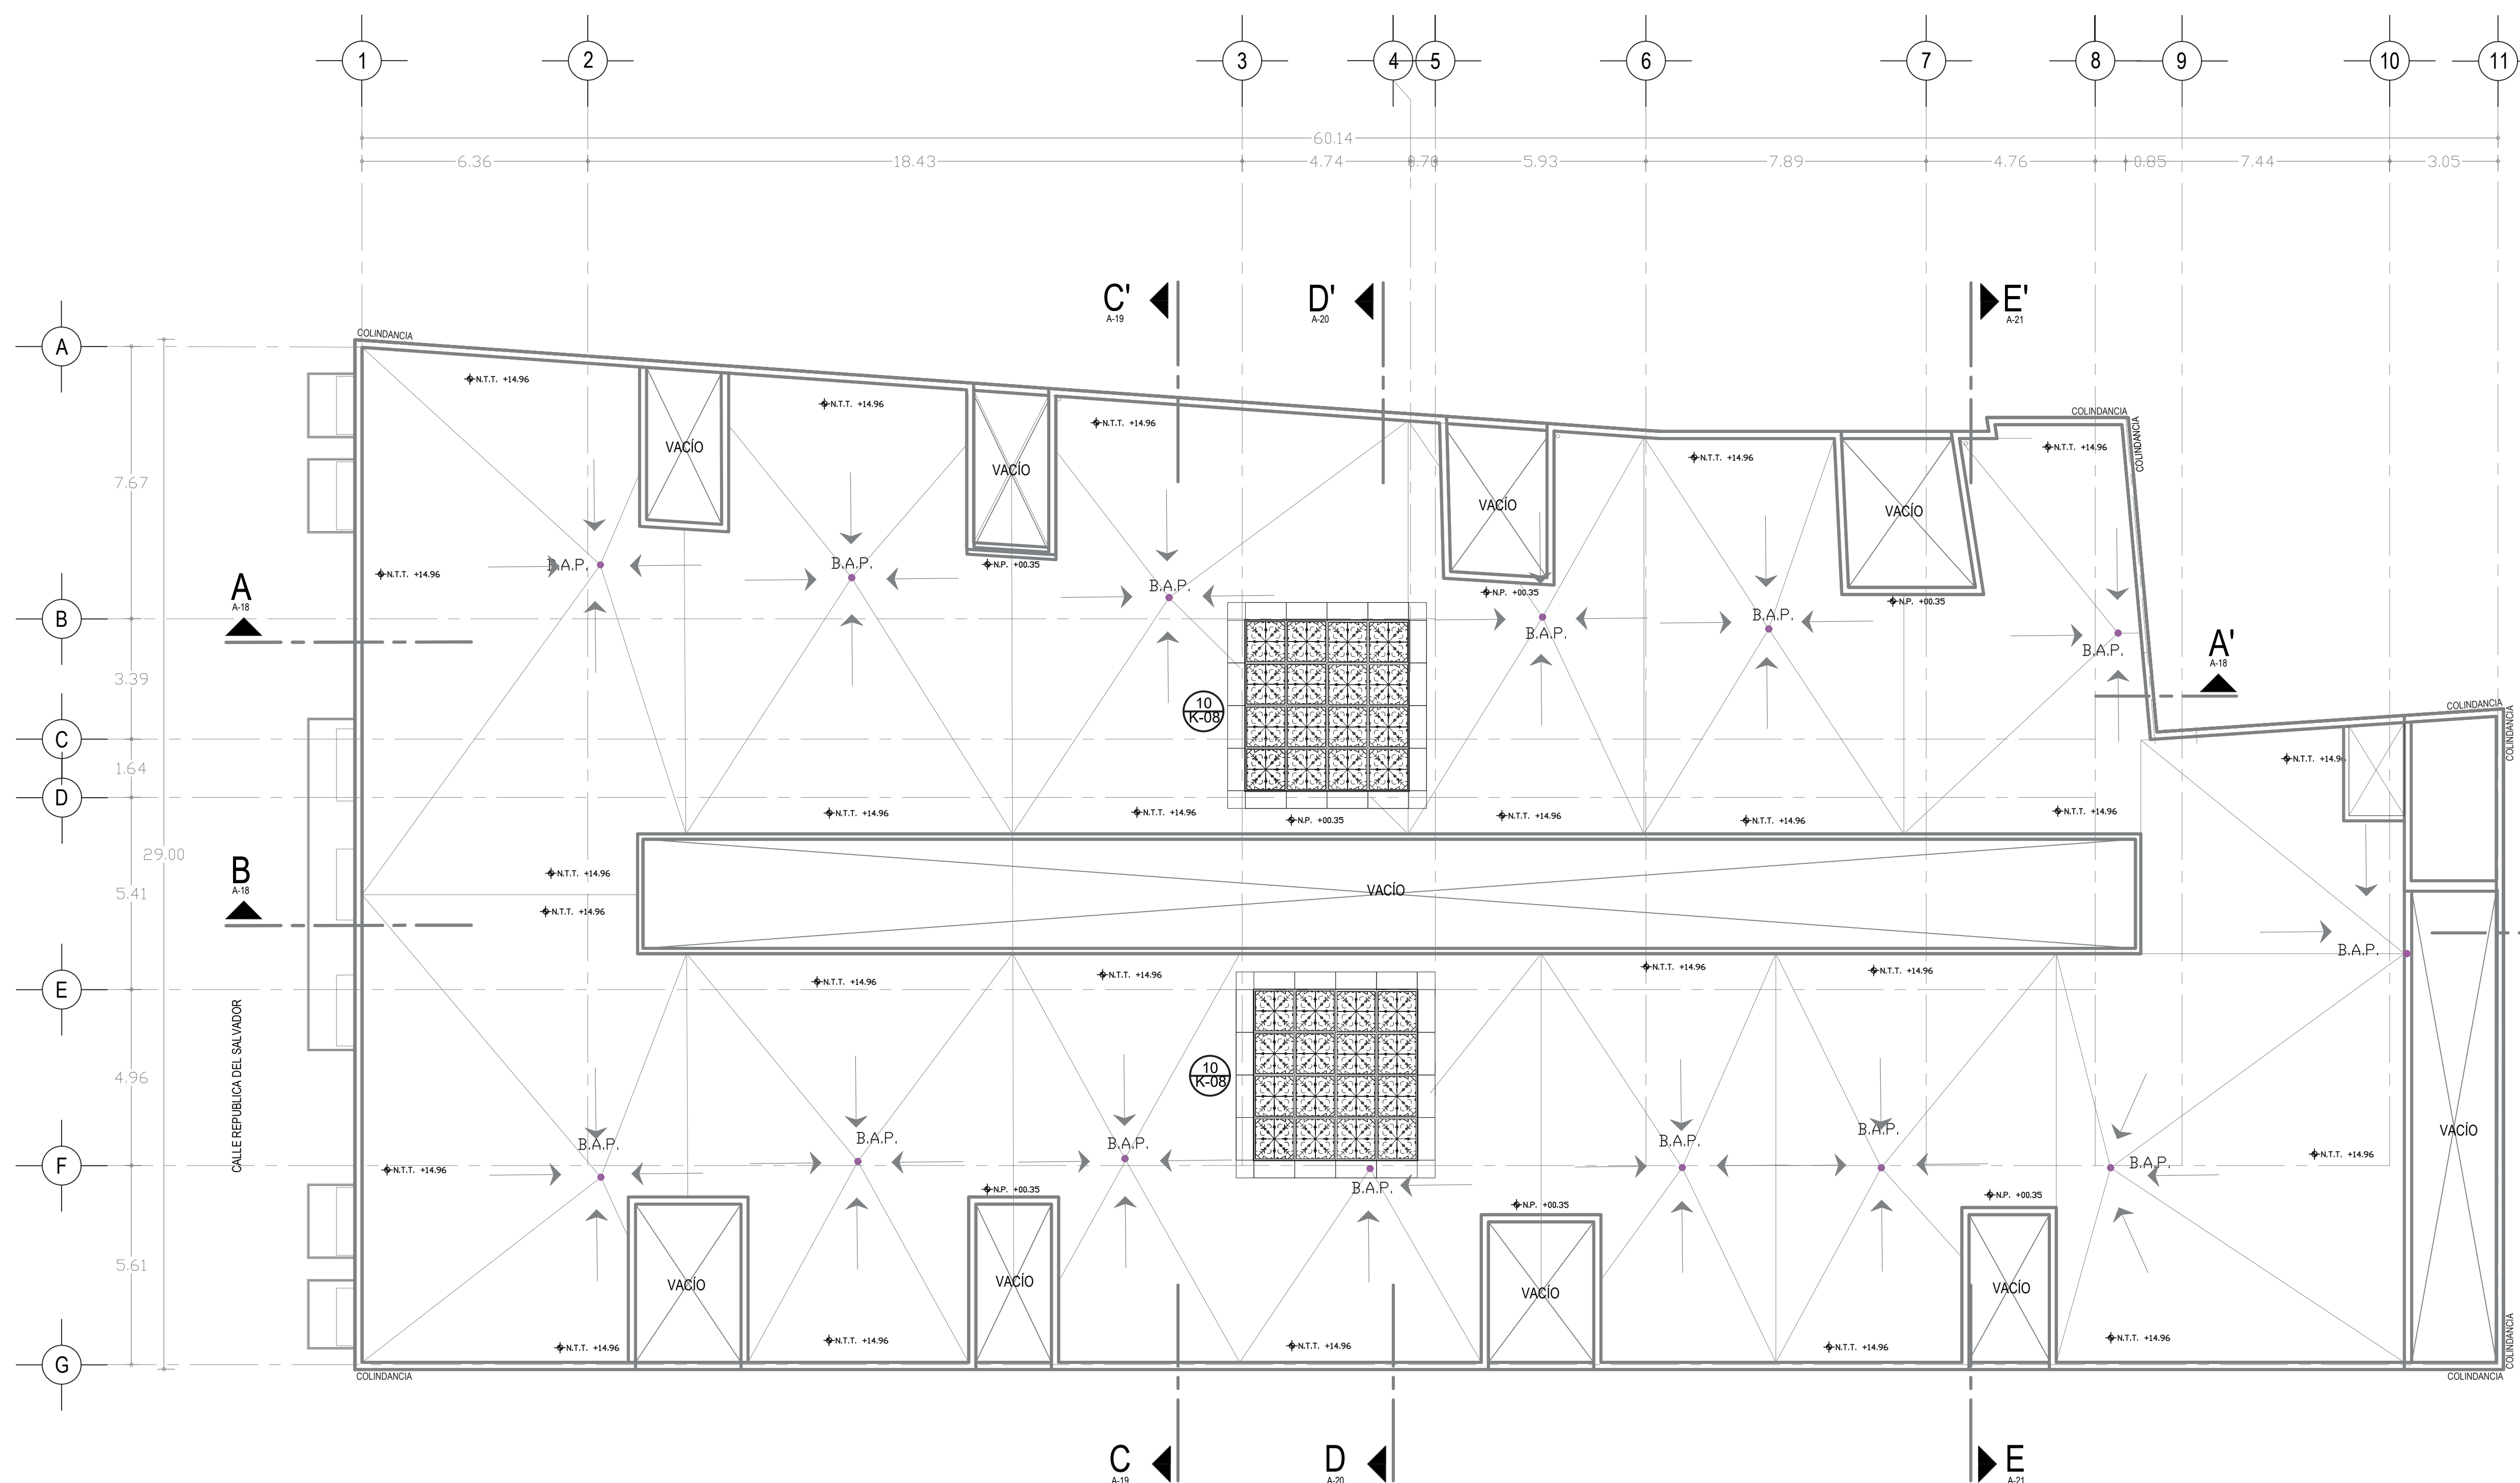 1 2 3 4 5 6 7 8 9 10 11
60.14
6.36 18.43 4.74 0.70 5.93 7.89 4.76 0.85 7.44 3.05
C' D' E'
A-19 A-20 A-21
A
COLINDANCIA
COLINDANCIA
COLINDANCIA
N.T.T. +14.96
N.T.T. +14.96
N.T.T. +14.96
N.T.T. +14.96
N.T.T. +14.96
VACÍO
VACÍO
VACÍO
VACÍO
7.67
B.A.P.
B.A.P.
N.P. +00.35
N.T.T. +14.96
B.A.P.
N.P. +00.35
N.P. +00.35
A
A-18
B
B.A.P.
B.A.P.
B.A.P.
A'
A-18
3.39
10
K-08
COLINDANCIA
COLINDANCIA
C
N.T.T. +14.96
1.64
D
N.T.T. +14.96
N.T.T. +14.96
N.P. +00.35
N.T.T. +14.96
N.T.T. +14.96
N.T.T. +14.96
29.00
B
A-18
5.41
N.T.T. +14.96
N.T.T. +14.96
VACÍO
B.A.P.
N.T.T. +14.96
N.T.T. +14.96
N.T.T. +14.96
N.T.T. +14.96
E
CALLE REPUBLICA DEL SALVADOR
4.96
10
K-08
B.A.P.
B.A.P.
B.A.P.
B.A.P.
B.A.P.
VACÍO
N.T.T. +14.96
F
N.T.T. +14.96
B.A.P.
B.A.P.
N.P. +00.35
N.P. +00.35
N.P. +00.35
5.61
VACÍO
VACÍO
VACÍO
VACÍO
N.T.T. +14.96
N.T.T. +14.96
N.T.T. +14.96
N.T.T. +14.96
N.T.T. +14.96
COLINDANCIA
G
COLINDANCIA
COLINDANCIA
C D E
A-19 A-20 A-21